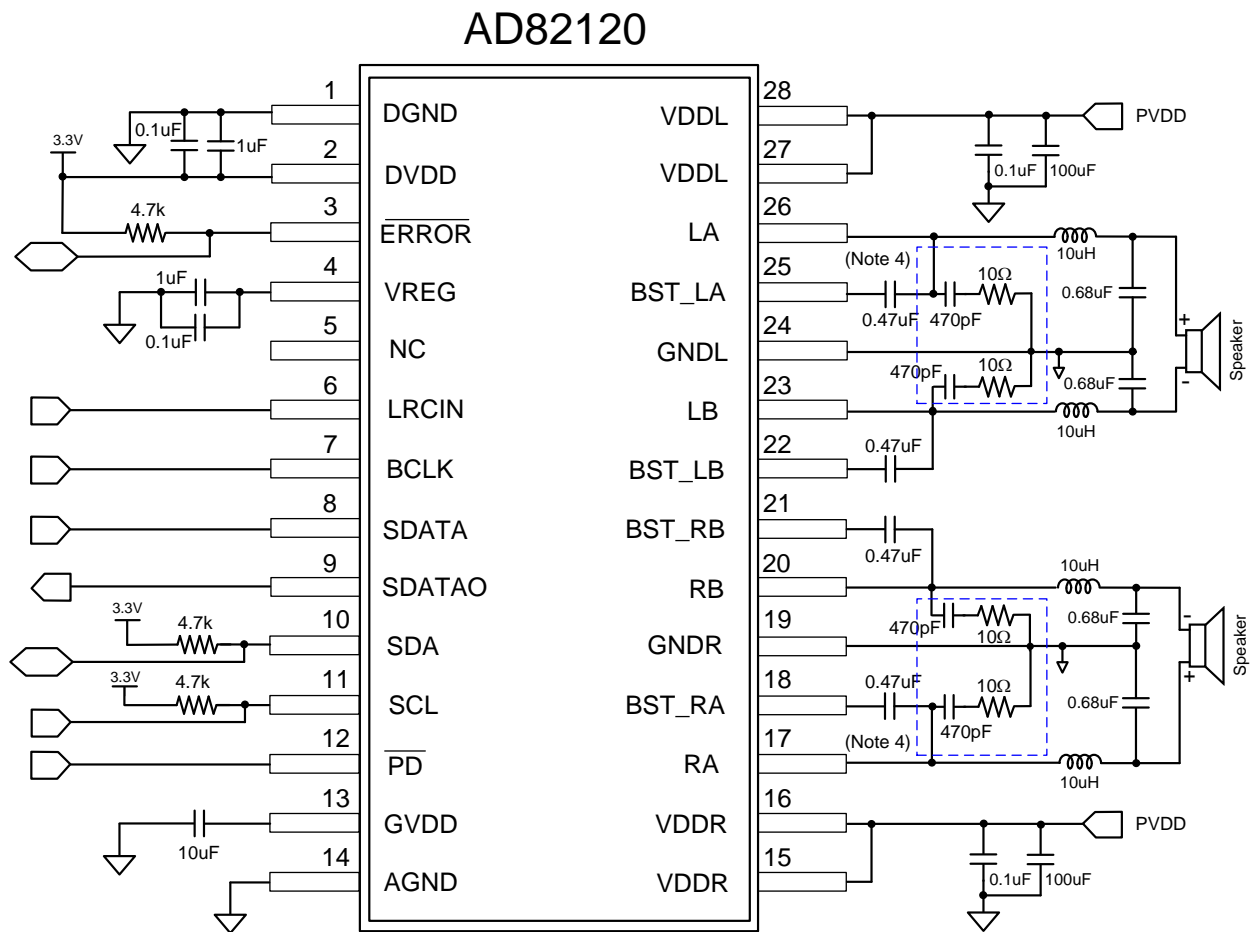 AD82120
1
DGND
0.1uF
1uF
3.3V
2
DVDD
4.7k
3
ERROR
4
VREG
1uF
0.1uF
5
NC
6
LRCIN
7
BCLK
8
SDATA
9
SDATAO
3.3V
4.7k
10
SDA
3.3V
4.7k
11
SCL
12
PD
13
GVDD
10uF
14
AGND
28
VDDL
PVDD
27
VDDL
0.1uF
100uF
26
LA
10uH
25
BST_LA
(Note 4)
10Ω
0.47uF
470pF
0.68uF
24
GNDL
+
Speaker
-
470pF
10Ω
0.68uF
23
LB
10uH
22
BST_LB
0.47uF
21
BST_RB
0.47uF
20
RB
10uH
470pF
10Ω
0.68uF
19
GNDR
-
Speaker
+
18
BST_RA
0.47uF
10Ω
470pF
0.68uF
17
RA
(Note 4)
10uH
16
VDDR
PVDD
15
VDDR
0.1uF
100uF